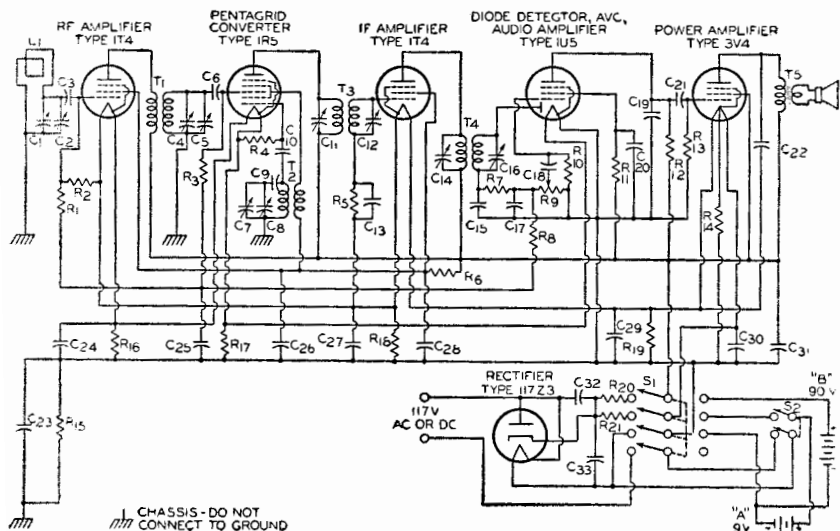 RF AMPLIFIER
TYPE 1T4
PENTAGRID
CONVERTER
TYPE 1R5
IF AMPLIFIER
TYPE 1T4
DIODE DETECTOR, AVC,
AUDIO AMPLIFIER
TYPE 1U5
POWER AMPLIFIER
TYPE 3V4
L1
C3
C1
C2
R2
R1
T1
C4
C5
C6
R3
R4
C10
C9
T2
C7
C8
C11
T3
C12
R5
C13
T4
C14
C16
R7
C15
C17
C18
R9
R10
R8
R6
R11
C20
C19
C21
R12
R13
R14
T5
C22
C24
R16
C25
R17
C26
C27
R18
C28
C29
R19
C30
C31
C23
R15
RECTIFIER
TYPE 117Z3
117V
AC OR DC
C32
R20
R21
C33
S1
S2
"B"
90 V
"A"
9V
CHASSIS - DO NOT
CONNECT TO GROUND